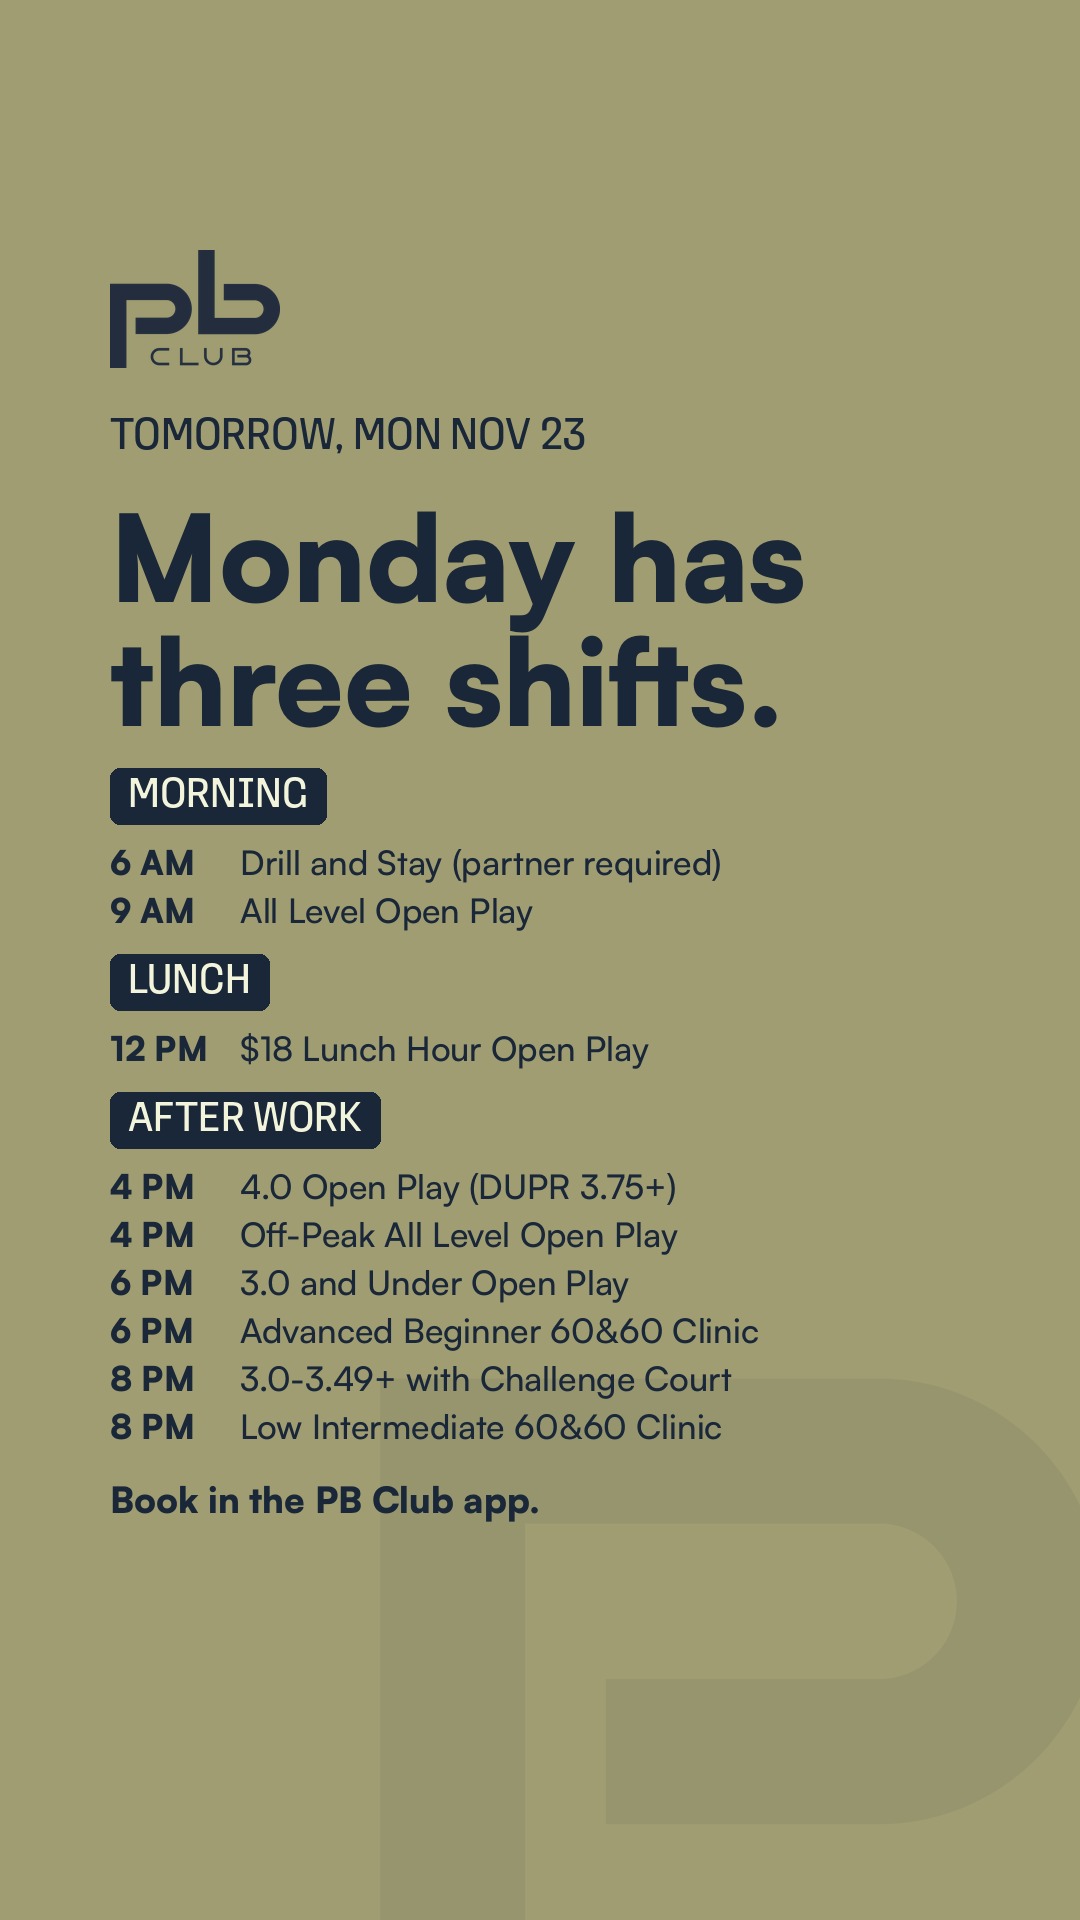 pb
CLUB
TOMORROW, MON NOV 23
Monday has
three shifts.
MORNING
6 AM Drill and Stay (partner required)
9 AM All Level Open Play
LUNCH
12 PM $18 Lunch Hour Open Play
AFTER WORK
4 PM 4.0 Open Play (DUPR 3.75+)
4 PM Off-Peak All Level Open Play
6 PM 3.0 and Under Open Play
6 PM Advanced Beginner 60&60 Clinic
8 PM 3.0-3.49+ with Challenge Court
8 PM Low Intermediate 60&60 Clinic
Book in the PB Club app.